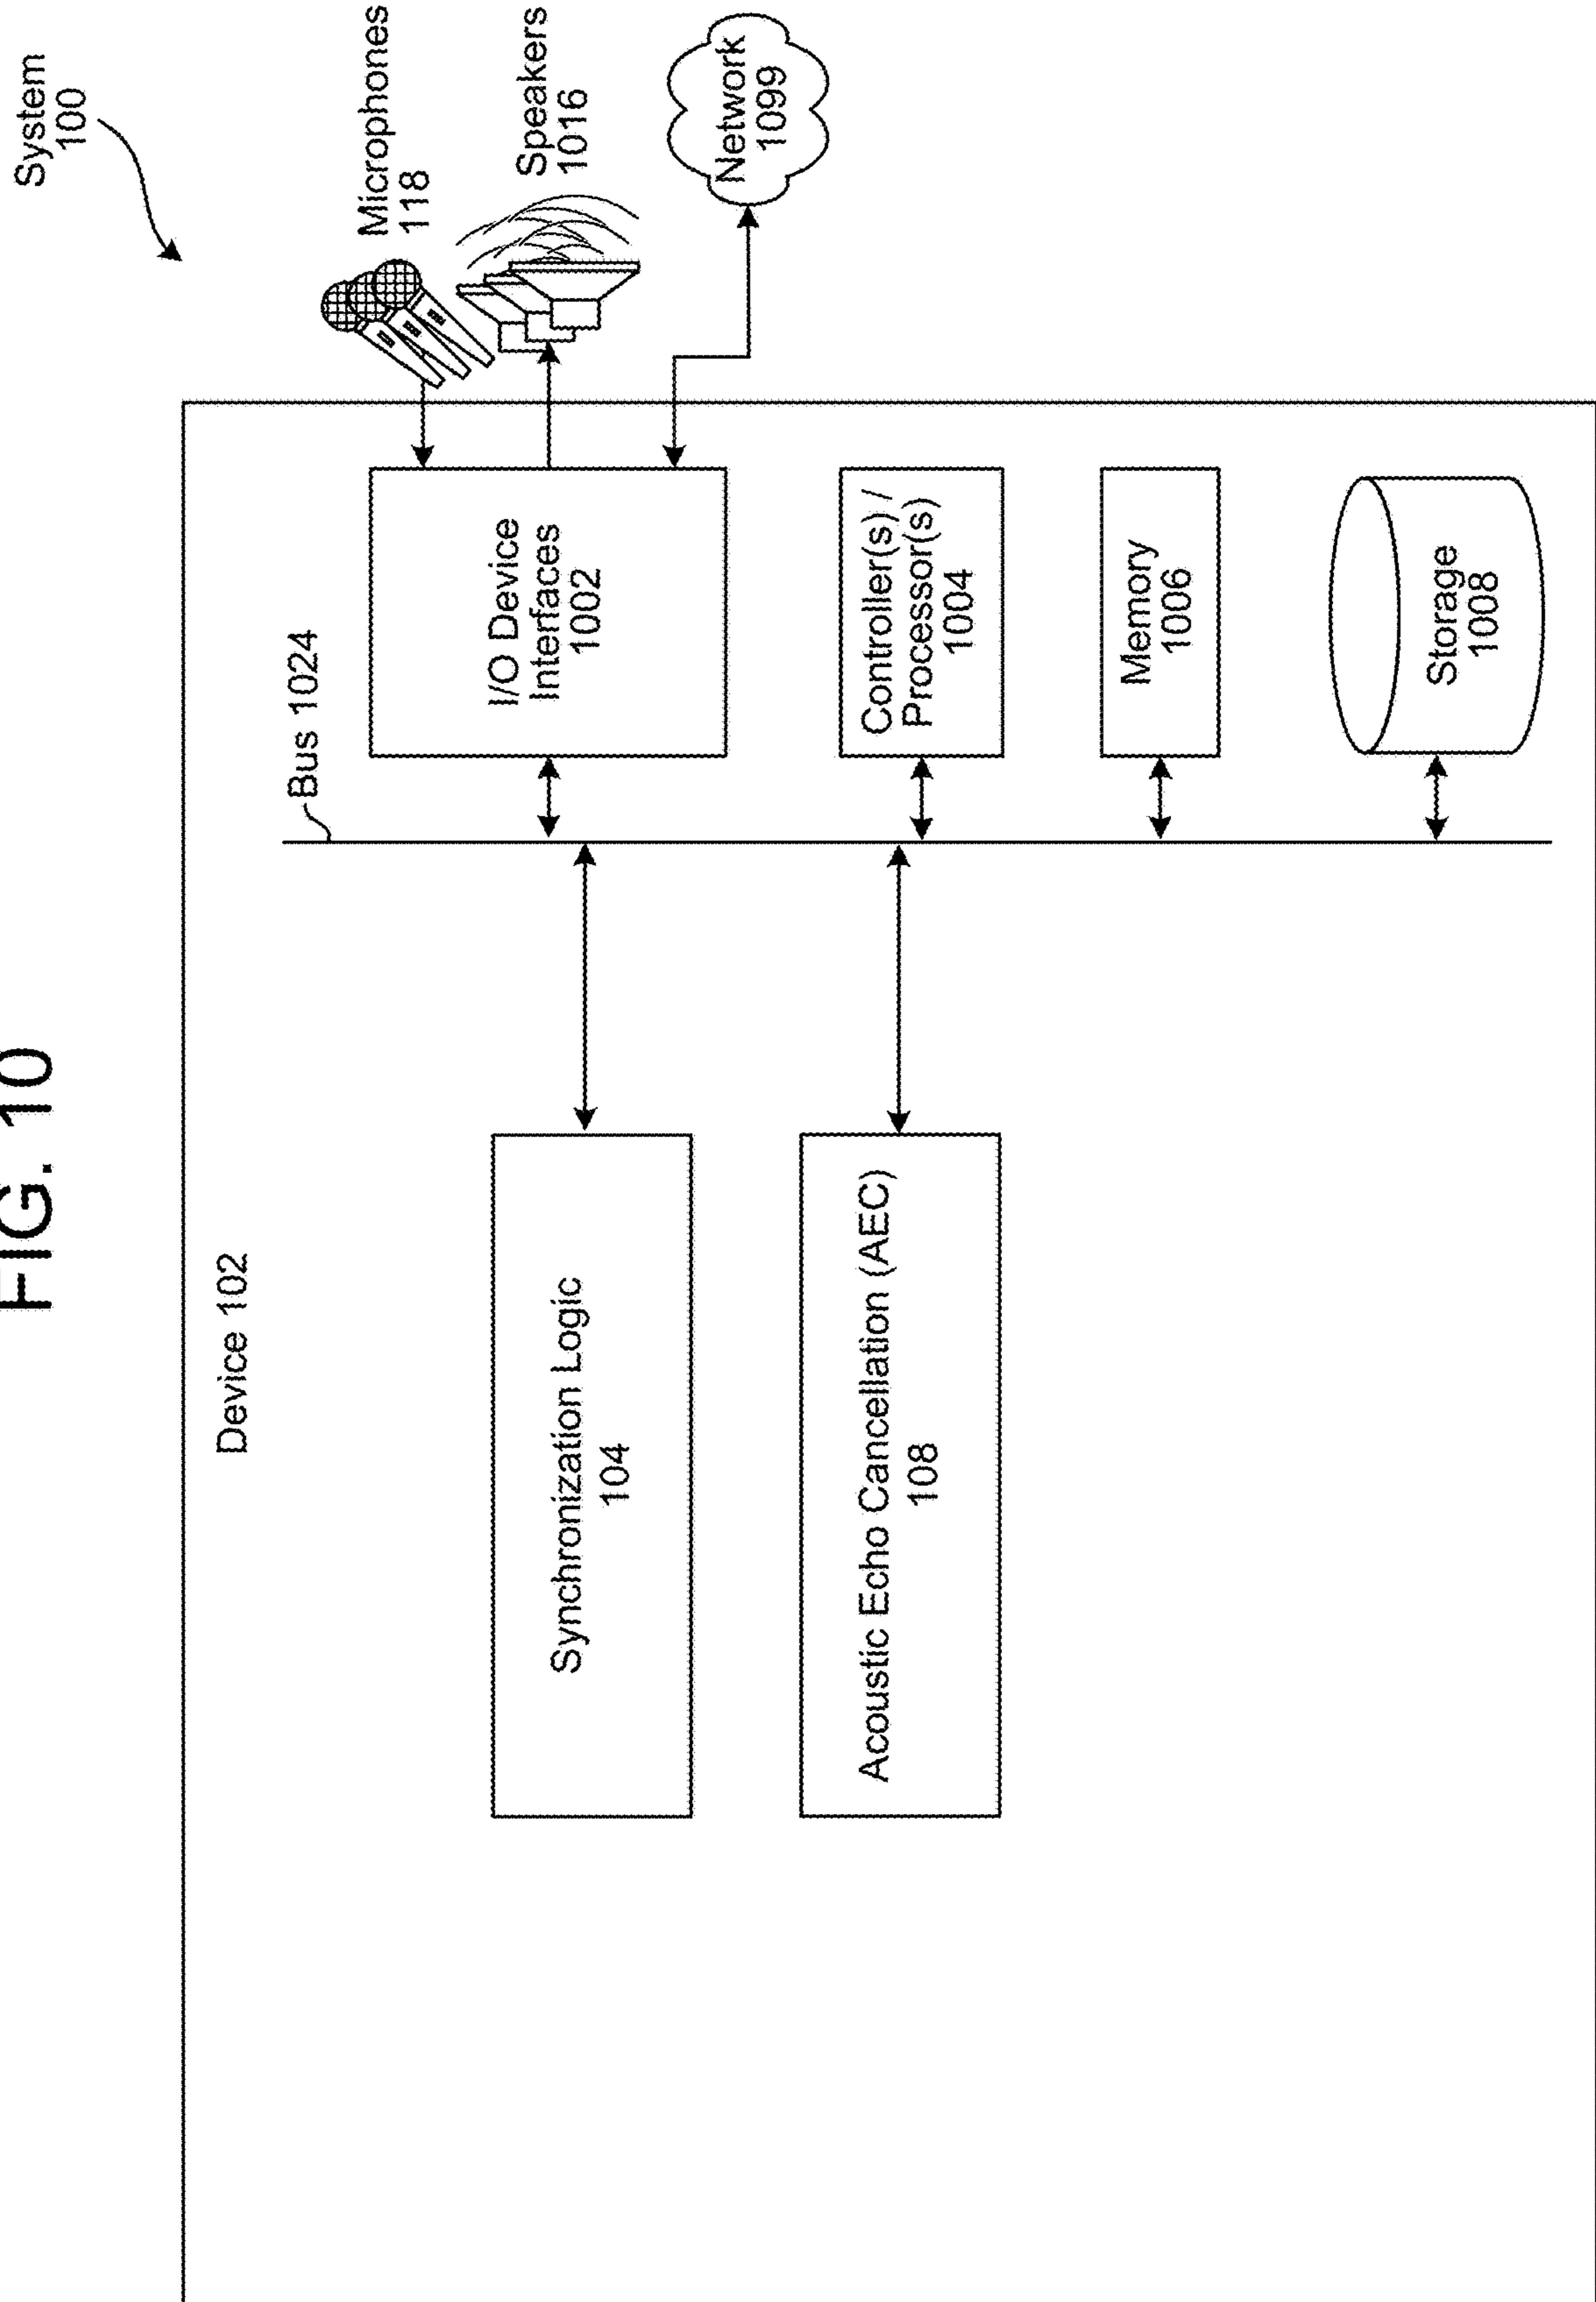 FIG. 10
System
100
Device 102
Bus 1024
Microphones
118
Speakers
1016
Network
1099
I/O Device
Interfaces
1002
Synchronization Logic
104
Controller(s) /
Processor(s)
1004
Acoustic Echo Cancellation (AEC)
108
Memory
1006
Storage
1008